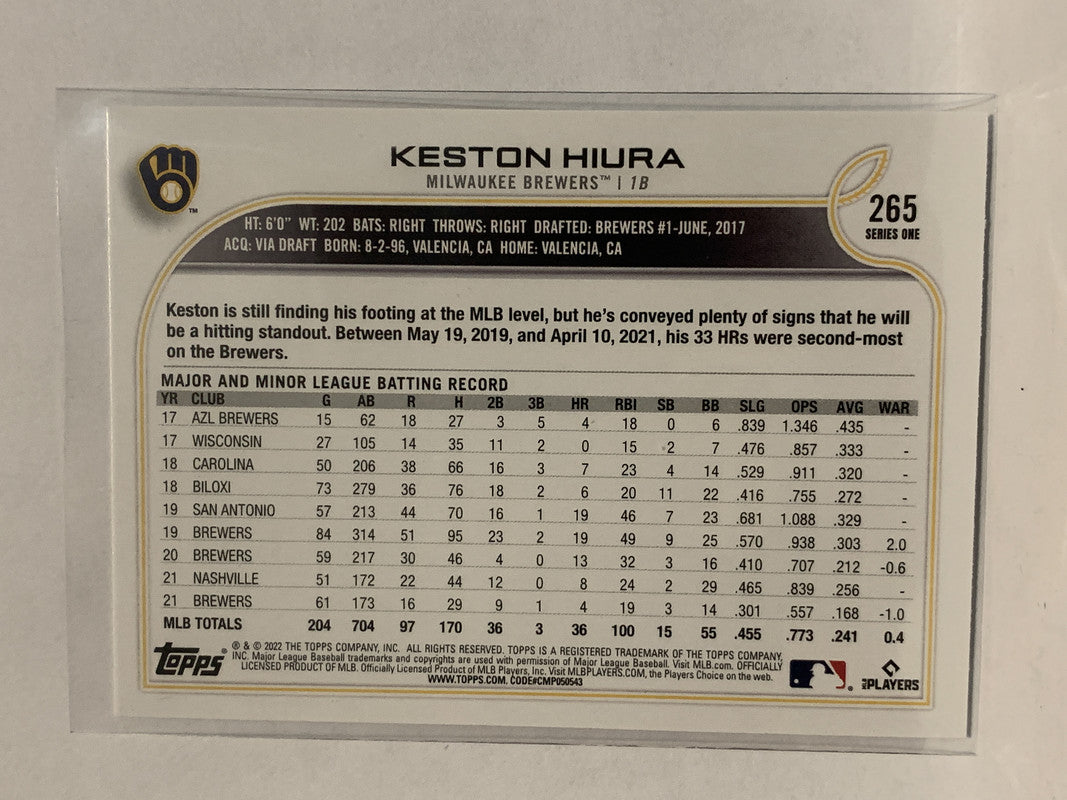 KESTON HIURA
MILWAUKEE BREWERS™ | 1B
265
SERIES ONE
HT: 6'0" WT: 202 BATS: RIGHT THROWS: RIGHT DRAFTED: BREWERS #1-JUNE, 2017
ACQ: VIA DRAFT BORN: 8-2-96, VALENCIA, CA HOME: VALENCIA, CA
Keston is still finding his footing at the MLB level, but he's conveyed plenty of signs that he will
be a hitting standout. Between May 19, 2019, and April 10, 2021, his 33 HRs were second-most
on the Brewers.
MAJOR AND MINOR LEAGUE BATTING RECORD
YR CLUB G AB R H 2B 3B HR RBI SB BB SLG OPS AVG WAR
17 AZL BREWERS 15 62 18 27 3 5 4 18 0 6 .839 1.346 .435 -
17 WISCONSIN 27 105 14 35 11 2 0 15 2 7 .476 .857 .333 -
18 CAROLINA 50 206 38 66 16 3 7 23 4 14 .529 .911 .320 -
18 BILOXI 73 279 36 76 18 2 6 20 11 22 .416 .755 .272 -
19 SAN ANTONIO 57 213 44 70 16 1 19 46 7 23 .681 1.088 .329 -
19 BREWERS 84 314 51 95 23 2 19 49 9 25 .570 .938 .303 2.0
20 BREWERS 59 217 30 46 4 0 13 32 3 16 .410 .707 .212 -0.6
21 NASHVILLE 51 172 22 44 12 0 8 24 2 29 .465 .839 .256 -
21 BREWERS 61 173 16 29 9 1 4 19 3 14 .301 .557 .168 -1.0
MLB TOTALS 204 704 97 170 36 3 36 100 15 55 .455 .773 .241 0.4
topps®
® & © 2022 THE TOPPS COMPANY, INC. ALL RIGHTS RESERVED. TOPPS IS A REGISTERED TRADEMARK OF THE TOPPS COMPANY,
INC. Major League Baseball trademarks and copyrights are used with permission of Major League Baseball. Visit MLB.com. OFFICIALLY
LICENSED PRODUCT OF MLB. Officially Licensed Product of MLB Players, Inc. Visit MLBPLAYERS.COM, the Players Choice on the web.
WWW.TOPPS.COM. CODE#CMP050543
MLB PLAYERS